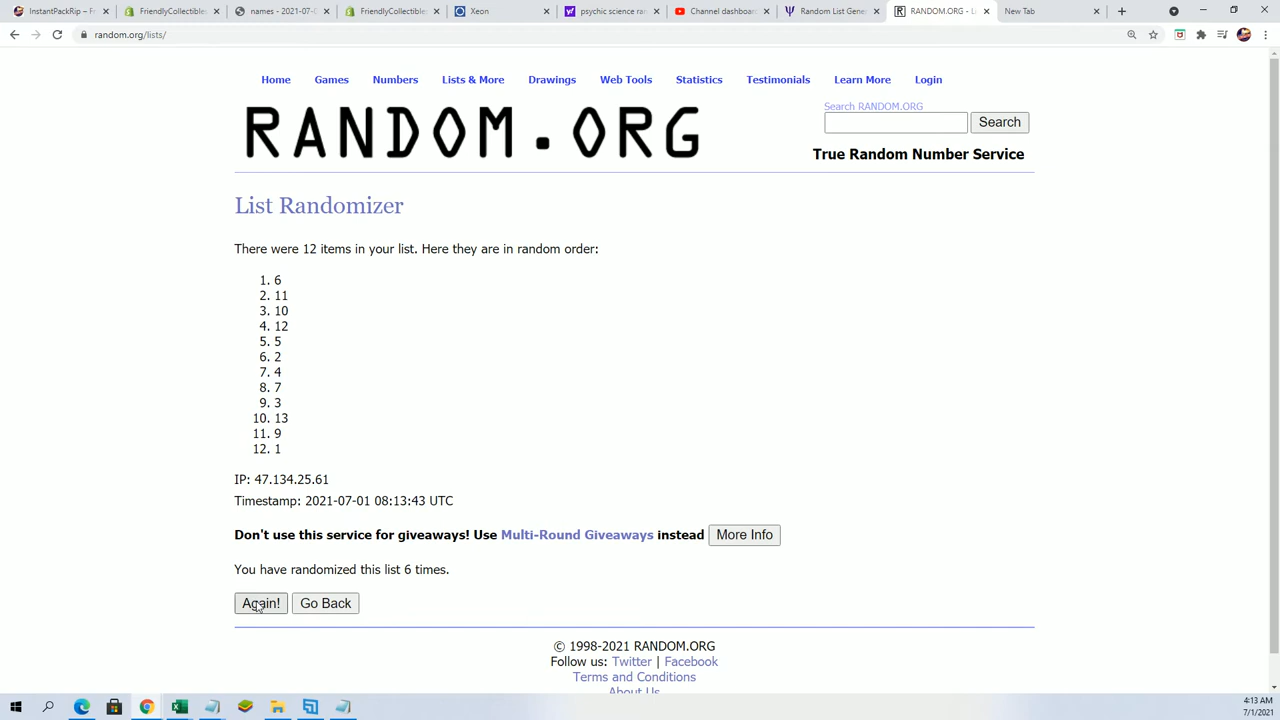 InstantPackRip – F
FriendlyCollectibles
names - 2021-07-0
FriendlyCollectibles
Xeon
psychic science ran
Channel dashboard
Random List Gene
RANDOM.ORG - L
New Tab
random.org/lists/
Home Games Numbers Lists & More Drawings Web Tools Statistics Testimonials Learn More Login
RANDOM.ORG
Search RANDOM.ORG
Search
True Random Number Service
List Randomizer
There were 12 items in your list. Here they are in random order:
1. 6
2. 11
3. 10
4. 12
5. 5
6. 2
7. 4
8. 7
9. 3
10. 13
11. 9
12. 1
IP: 47.134.25.61
Timestamp: 2021-07-01 08:13:43 UTC
Don't use this service for giveaways! Use Multi-Round Giveaways instead More Info
You have randomized this list 6 times.
Again! Go Back
© 1998-2021 RANDOM.ORG
Follow us: Twitter | Facebook
Terms and Conditions
About Us
4:13 AM
7/1/2021